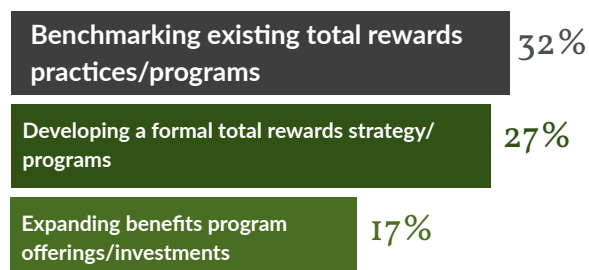 Benchmarking existing total rewards
practices/programs
32%
Developing a formal total rewards strategy/
programs
27%
Expanding benefits program
offerings/investments
17%